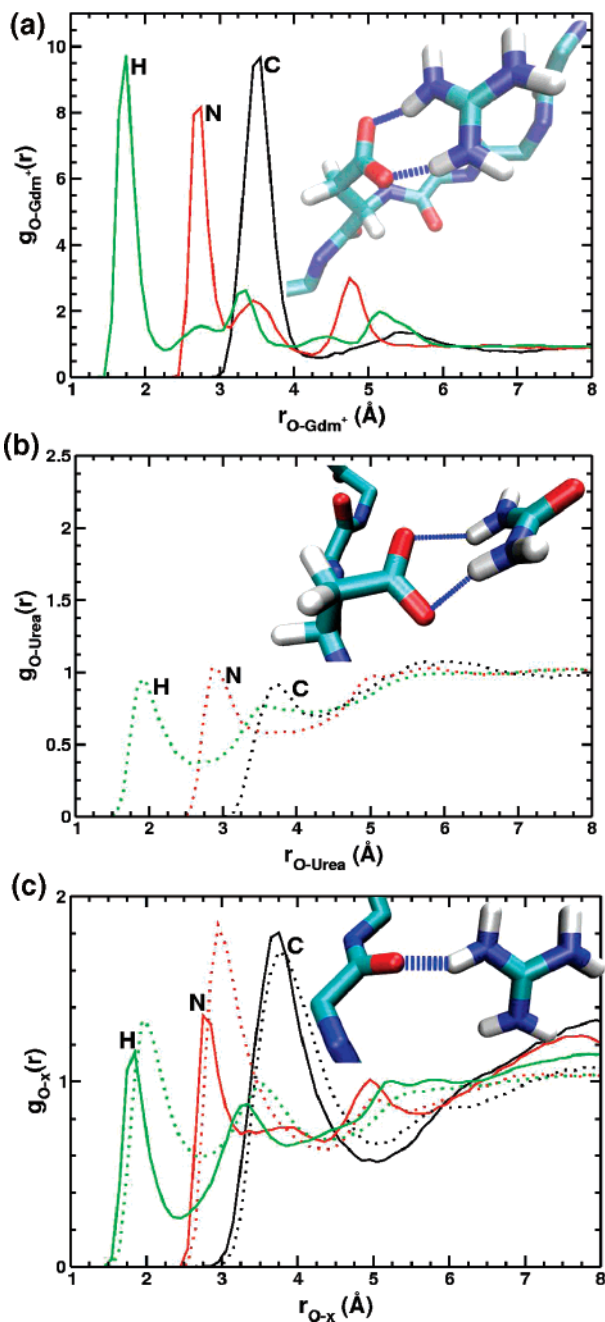 (a)
10
8
6
4
2
0
g_O-Gdm⁺(r)
H
N
C
1 2 3 4 5 6 7 8
r_O-Gdm⁺ (Å)
(b)
2.5
2
1.5
1
0.5
0
g_O-Urea(r)
H
N
C
1 2 3 4 5 6 7 8
r_O-Urea (Å)
(c)
2
1
0
g_O-x(r)
H
N
C
1 2 3 4 5 6 7 8
r_O-x (Å)